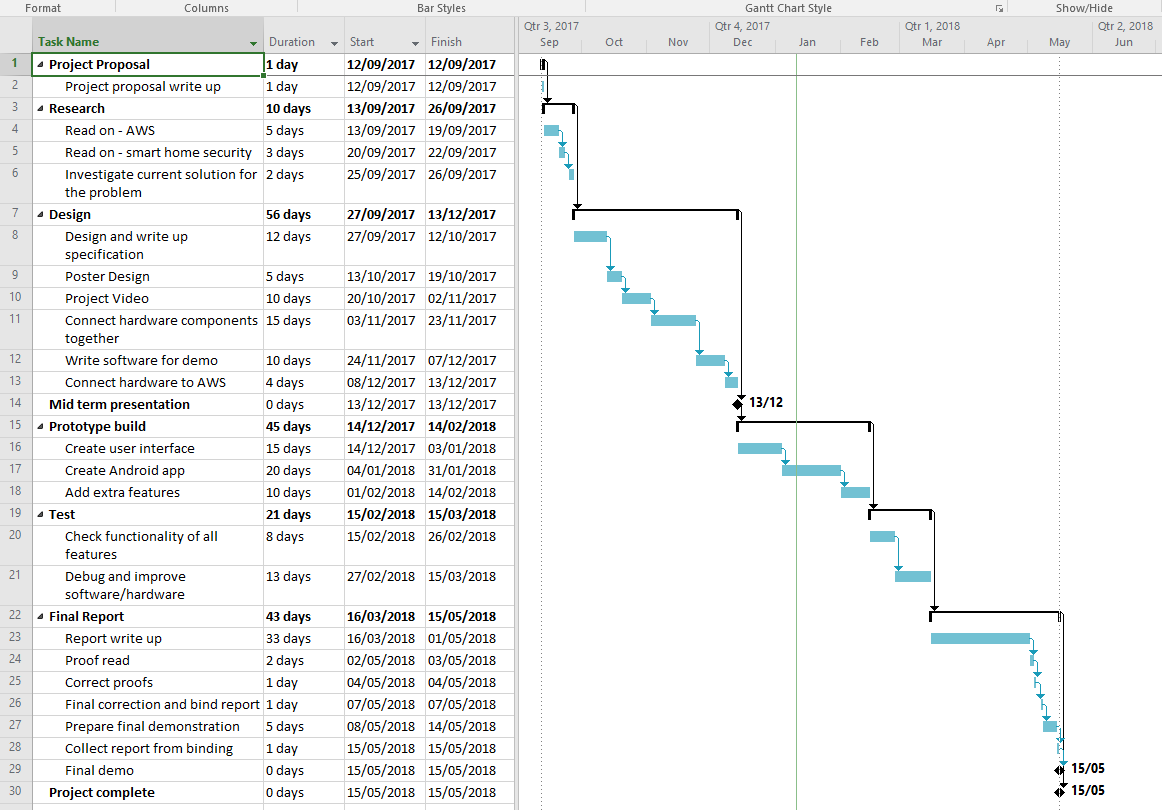 Format Columns Bar Styles Gantt Chart Style Show/Hide
Qtr 3, 2017 Qtr 4, 2017 Qtr 1, 2018 Qtr 2, 2018
Task Name Duration Start Finish Sep Oct Nov Dec Jan Feb Mar Apr May Jun
1 Project Proposal 1 day 12/09/2017 12/09/2017
2 Project proposal write up 1 day 12/09/2017 12/09/2017
3 Research 10 days 13/09/2017 26/09/2017
4 Read on - AWS 5 days 13/09/2017 19/09/2017
5 Read on - smart home security 3 days 20/09/2017 22/09/2017
6 Investigate current solution for 2 days 25/09/2017 26/09/2017
the problem
7 Design 56 days 27/09/2017 13/12/2017
8 Design and write up 12 days 27/09/2017 12/10/2017
specification
9 Poster Design 5 days 13/10/2017 19/10/2017
10 Project Video 10 days 20/10/2017 02/11/2017
11 Connect hardware components 15 days 03/11/2017 23/11/2017
together
12 Write software for demo 10 days 24/11/2017 07/12/2017
13 Connect hardware to AWS 4 days 08/12/2017 13/12/2017
14 Mid term presentation 0 days 13/12/2017 13/12/2017 13/12
15 Prototype build 45 days 14/12/2017 14/02/2018
16 Create user interface 15 days 14/12/2017 03/01/2018
17 Create Android app 20 days 04/01/2018 31/01/2018
18 Add extra features 10 days 01/02/2018 14/02/2018
19 Test 21 days 15/02/2018 15/03/2018
20 Check functionality of all 8 days 15/02/2018 26/02/2018
features
21 Debug and improve 13 days 27/02/2018 15/03/2018
software/hardware
22 Final Report 43 days 16/03/2018 15/05/2018
23 Report write up 33 days 16/03/2018 01/05/2018
24 Proof read 2 days 02/05/2018 03/05/2018
25 Correct proofs 1 day 04/05/2018 04/05/2018
26 Final correction and bind report 1 day 07/05/2018 07/05/2018
27 Prepare final demonstration 5 days 08/05/2018 14/05/2018
28 Collect report from binding 1 day 15/05/2018 15/05/2018
29 Final demo 0 days 15/05/2018 15/05/2018 15/05
30 Project complete 0 days 15/05/2018 15/05/2018 15/05